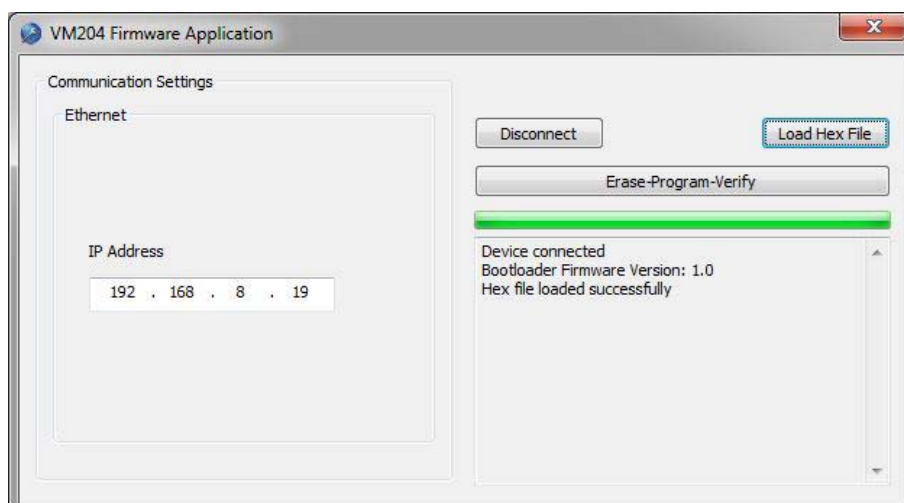 VM204 Firmware Application
Communication Settings
Ethernet
IP Address
192 . 168 . 8 . 19
Disconnect
Load Hex File
Erase-Program-Verify
Device connected
Bootloader Firmware Version: 1.0
Hex file loaded successfully